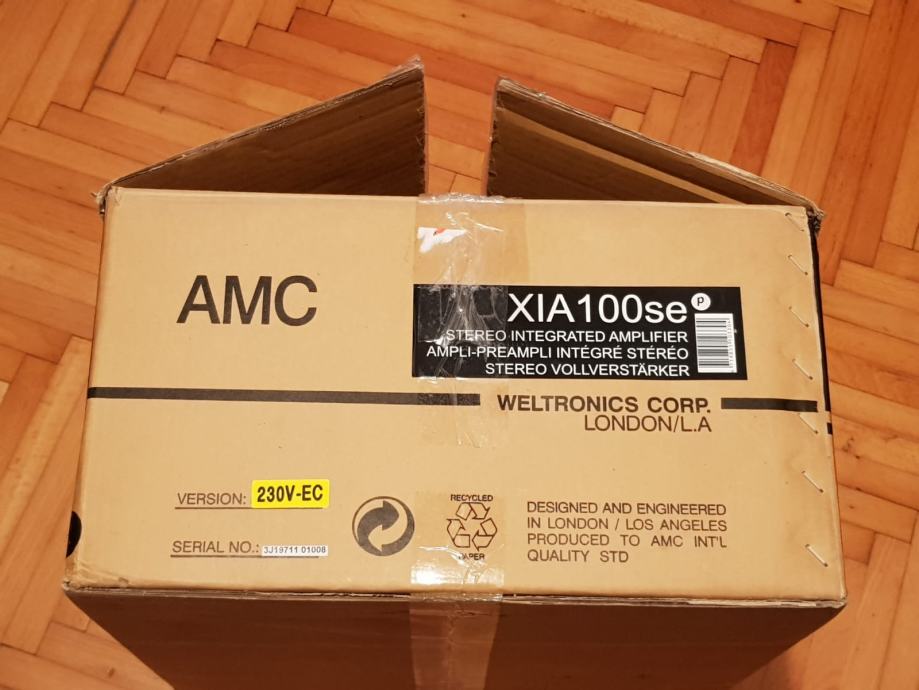 AMC
XIA100se p
STEREO INTEGRATED AMPLIFIER
AMPLI-PREAMPLI INTÉGRÉ STÉRÉO
STEREO VOLLVERSTÄRKER
WELTRONICS CORP.
LONDON/L.A
VERSION: 230V-EC
SERIAL NO.: 3J19711 01008
RECYCLED
PAPER
DESIGNED AND ENGINEERED
IN LONDON / LOS ANGELES
PRODUCED TO AMC INT'L
QUALITY STD